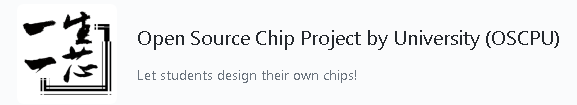 一生
一芯
Open Source Chip Project by University (OSCPU)
Let students design their own chips!